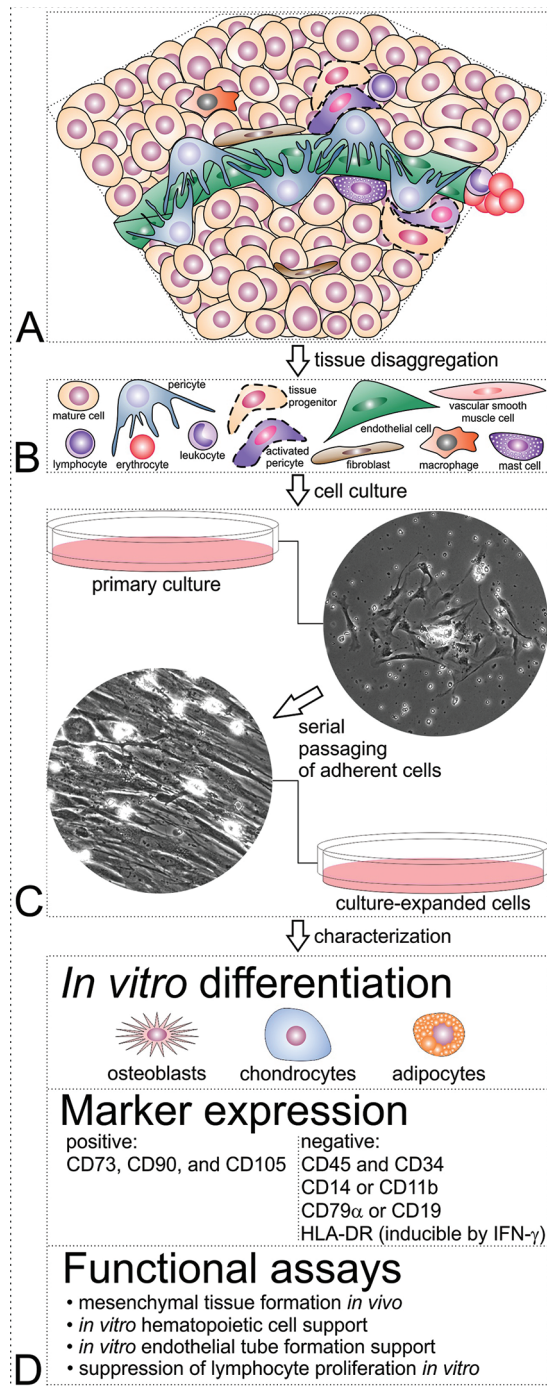 A
tissue disaggregation
mature cell
pericyte
tissue
progenitor
endothelial cell
vascular smooth
muscle cell
lymphocyte
erythrocyte
leukocyte
activated
pericyte
fibroblast
macrophage
mast cell
B
cell culture
primary culture
serial
passaging
of adherent cells
culture-expanded cells
C
characterization
In vitro differentiation
osteoblasts
chondrocytes
adipocytes
Marker expression
positive:
CD73, CD90, and CD105
negative:
CD45 and CD34
CD14 or CD11b
CD79α or CD19
HLA-DR (inducible by IFN-γ)
Functional assays
• mesenchymal tissue formation in vivo
• in vitro hematopoietic cell support
• in vitro endothelial tube formation support
• suppression of lymphocyte proliferation in vitro
D